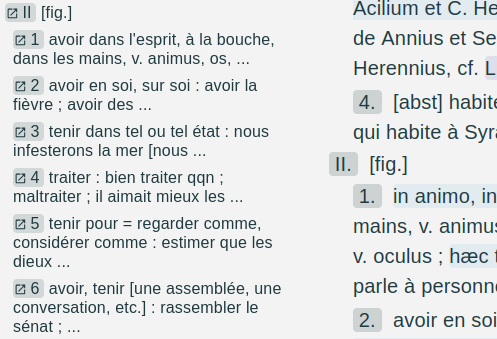 II [fig.]
1 avoir dans l'esprit, à la bouche,
dans les mains, v. animus, os, ...
2 avoir en soi, sur soi : avoir la
fièvre ; avoir des ...
3 tenir dans tel ou tel état : nous
infesterons la mer [nous ...
4 traiter : bien traiter qqn ;
maltraiter ; il aimait mieux les ...
5 tenir pour = regarder comme,
considérer comme : estimer que les
dieux ...
6 avoir, tenir [une assemblée, une
conversation, etc.] : rassembler le
sénat ; ...
Acilium et C. He
de Annius et Se
Herennius, cf. L
4. [abst] habite
qui habite à Syra
II. [fig.]
1. in animo, in
mains, v. animus
v. oculus ; hæc t
parle à personne
2. avoir en soi